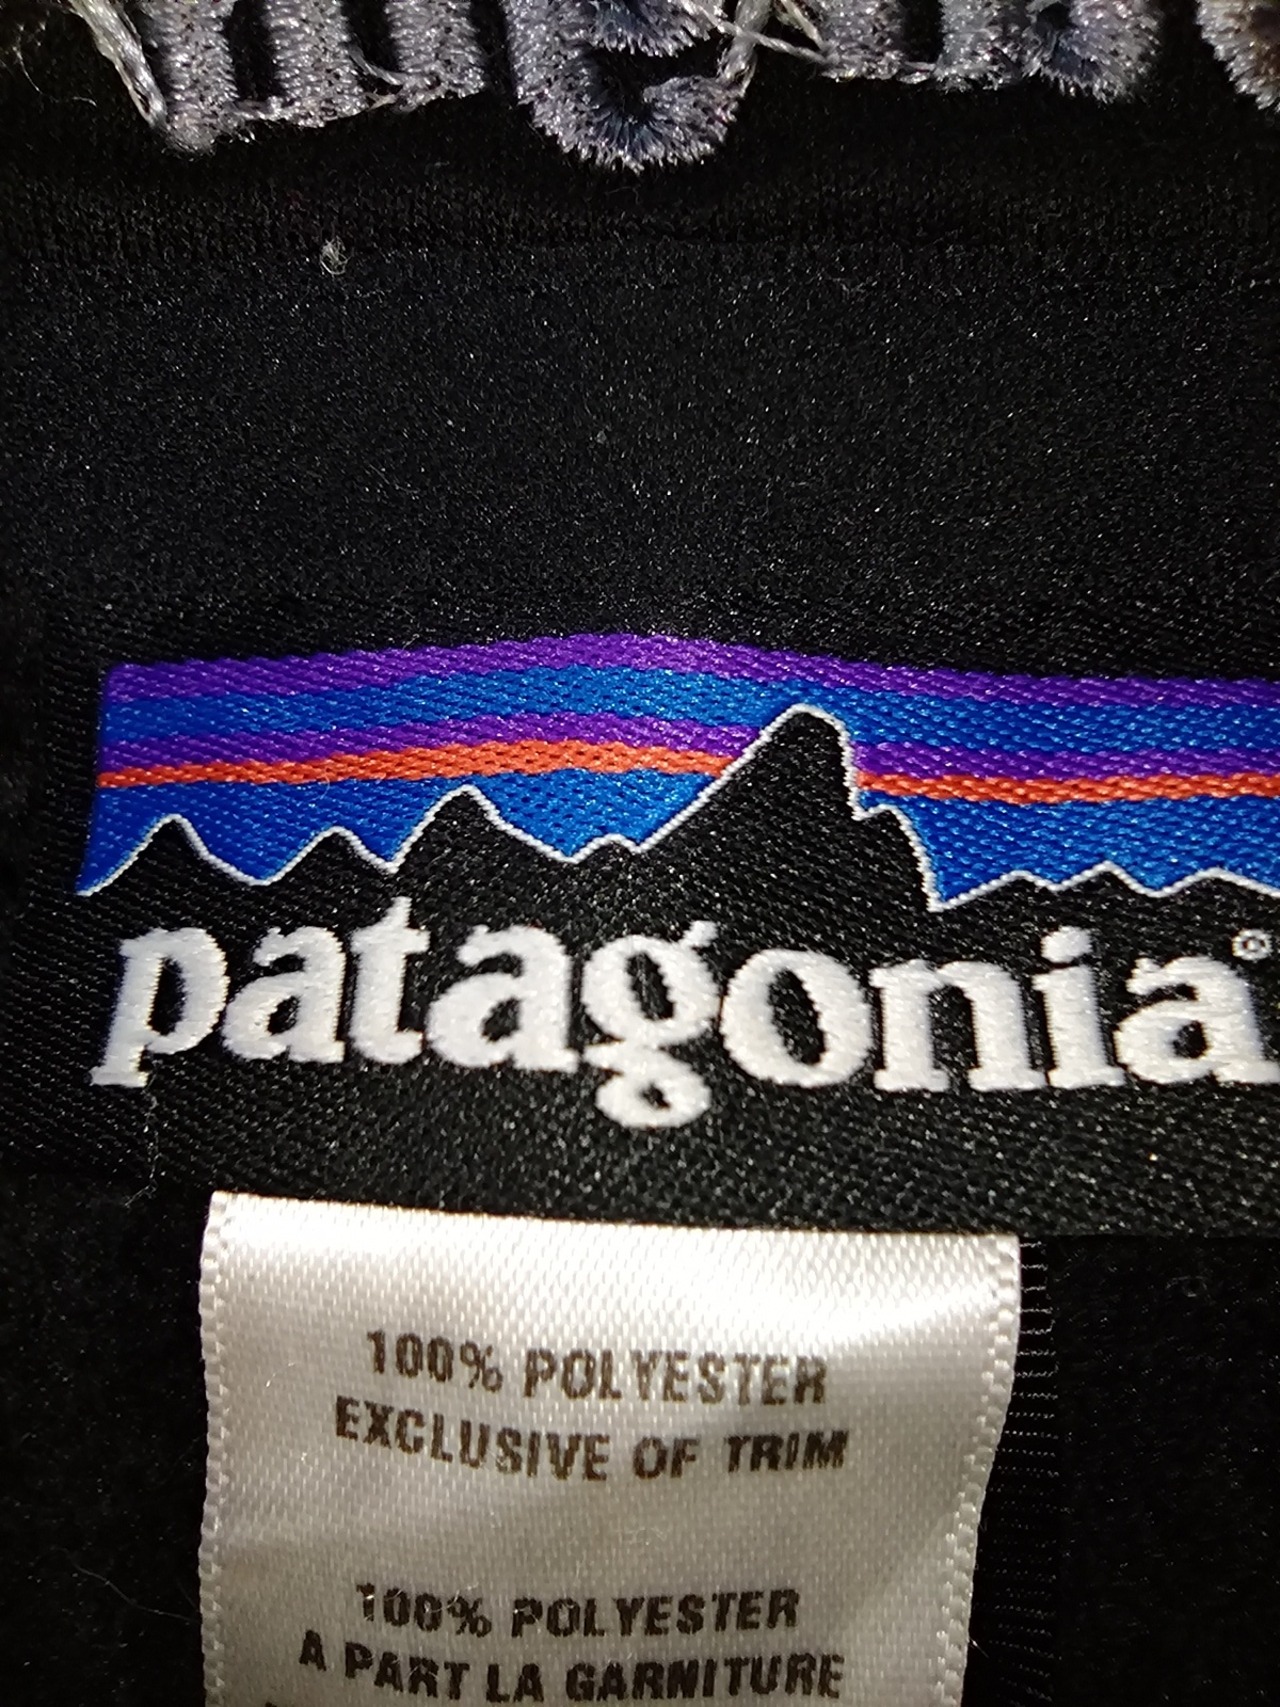 patagonia®
100% POLYESTER
EXCLUSIVE OF TRIM
100% POLYESTER
A PART LA GARNITURE